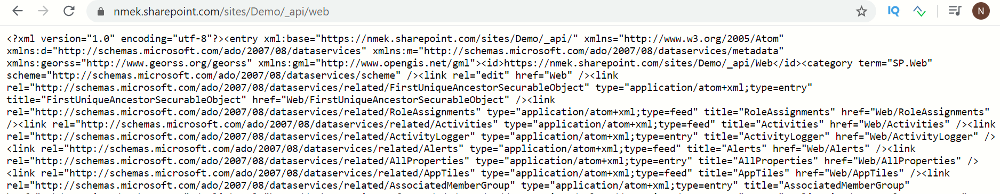 nmek.sharepoint.com/sites/Demo/_api/web
IQ
N
<?xml version="1.0" encoding="utf-8"?><entry xml:base="https://nmek.sharepoint.com/sites/Demo/_api/" xmlns="http://www.w3.org/2005/Atom"
xmlns:d="http://schemas.microsoft.com/ado/2007/08/dataservices" xmlns:m="http://schemas.microsoft.com/ado/2007/08/dataservices/metadata"
xmlns:georss="http://www.georss.org/georss" xmlns:gml="http://www.opengis.net/gml"><id>https://nmek.sharepoint.com/sites/Demo/_api/Web</id><category term="SP.Web"
scheme="http://schemas.microsoft.com/ado/2007/08/dataservices/scheme" /><link rel="edit" href="Web" /><link
rel="http://schemas.microsoft.com/ado/2007/08/dataservices/related/FirstUniqueAncestorSecurableObject" type="application/atom+xml;type=entry"
title="FirstUniqueAncestorSecurableObject" href="Web/FirstUniqueAncestorSecurableObject" /><link
rel="http://schemas.microsoft.com/ado/2007/08/dataservices/related/RoleAssignments" type="application/atom+xml;type=feed" title="RoleAssignments" href="Web/RoleAssignments"
/><link rel="http://schemas.microsoft.com/ado/2007/08/dataservices/related/Activities" type="application/atom+xml;type=feed" title="Activities" href="Web/Activities" /><link
rel="http://schemas.microsoft.com/ado/2007/08/dataservices/related/ActivityLogger" type="application/atom+xml;type=entry" title="ActivityLogger" href="Web/ActivityLogger" />
<link rel="http://schemas.microsoft.com/ado/2007/08/dataservices/related/Alerts" type="application/atom+xml;type=feed" title="Alerts" href="Web/Alerts" /><link
rel="http://schemas.microsoft.com/ado/2007/08/dataservices/related/AllProperties" type="application/atom+xml;type=entry" title="AllProperties" href="Web/AllProperties" />
<link rel="http://schemas.microsoft.com/ado/2007/08/dataservices/related/AppTiles" type="application/atom+xml;type=feed" title="AppTiles" href="Web/AppTiles" /><link
rel="http://schemas.microsoft.com/ado/2007/08/dataservices/related/AssociatedMemberGroup" type="application/atom+xml;type=entry" title="AssociatedMemberGroup"